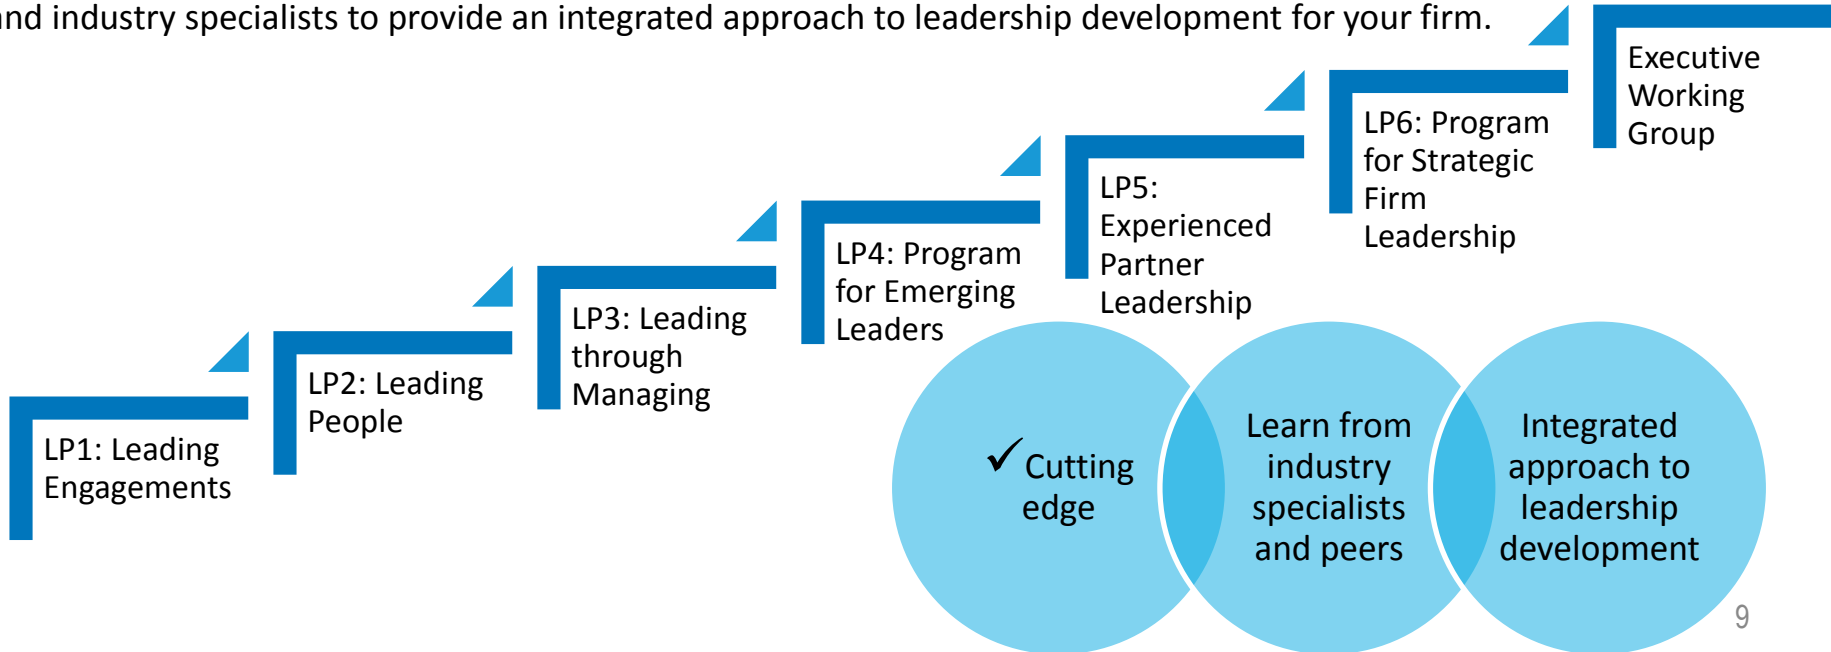 and industry specialists to provide an integrated approach to leadership development for your firm.
LP1: Leading
Engagements
LP2: Leading
People
LP3: Leading
through
Managing
LP4: Program
for Emerging
Leaders
LP5:
Experienced
Partner
Leadership
LP6: Program
for Strategic
Firm
Leadership
Executive
Working
Group
✓Cutting
edge
Learn from
industry
specialists
and peers
Integrated
approach to
leadership
development
9